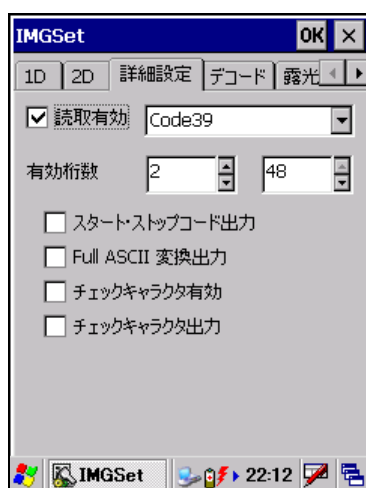 IMGSet OK ×
1D 2D 詳細設定 デコード 露光
読取有効 Code39
有効桁数 2 48
スタート・ストップコード出力
Full ASCII 変換出力
チェックキャラクタ有効
チェックキャラクタ出力
IMGSet 22:12